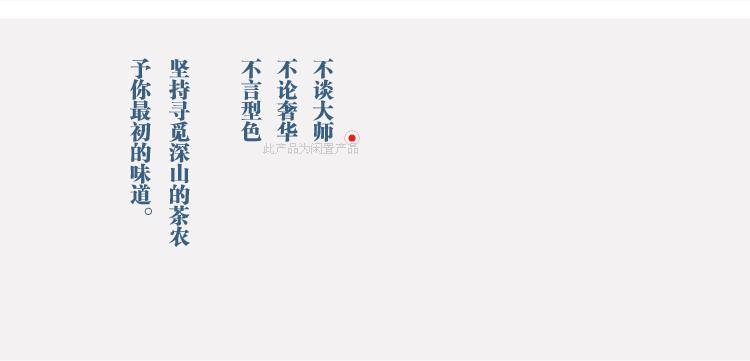 不谈大师
不论奢华
不言型色
坚持寻觅深山的茶农
予你最初的味道。
此产品为闲置产品